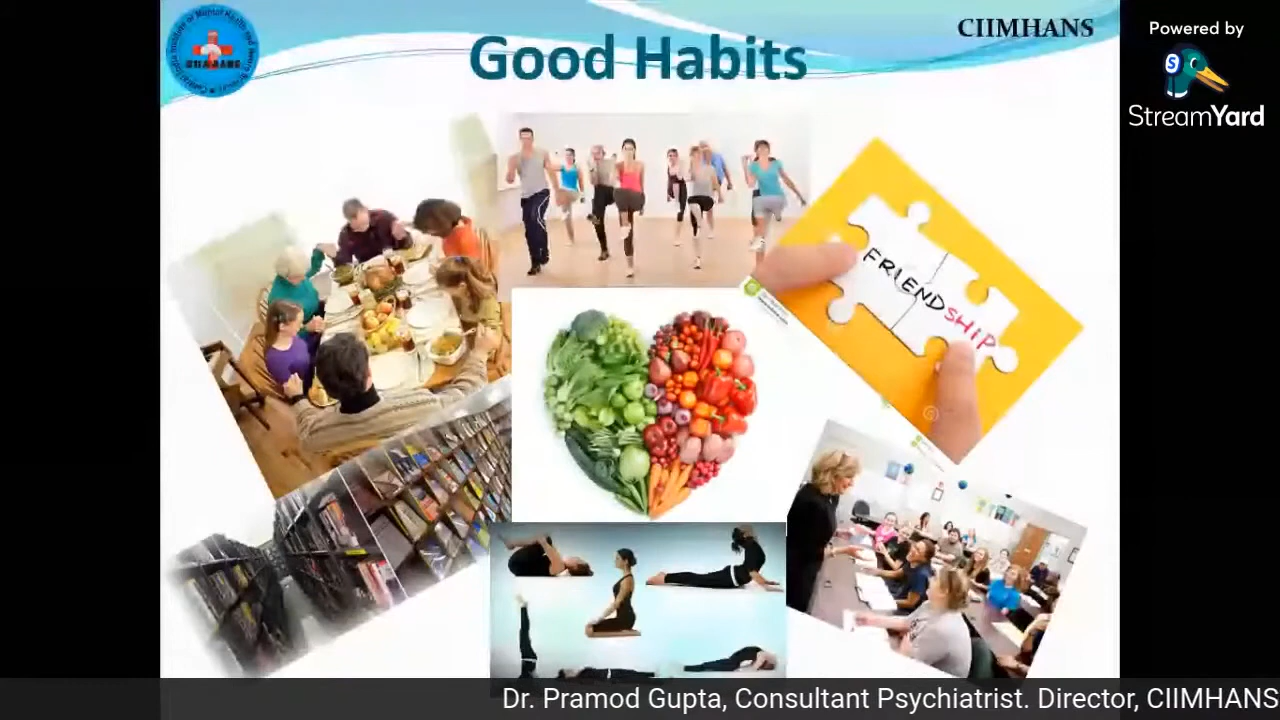 CIIMHANS
Good Habits
Powered by
StreamYard
FRIENDSHIP
Dr. Pramod Gupta, Consultant Psychiatrist. Director, CIIMHANS